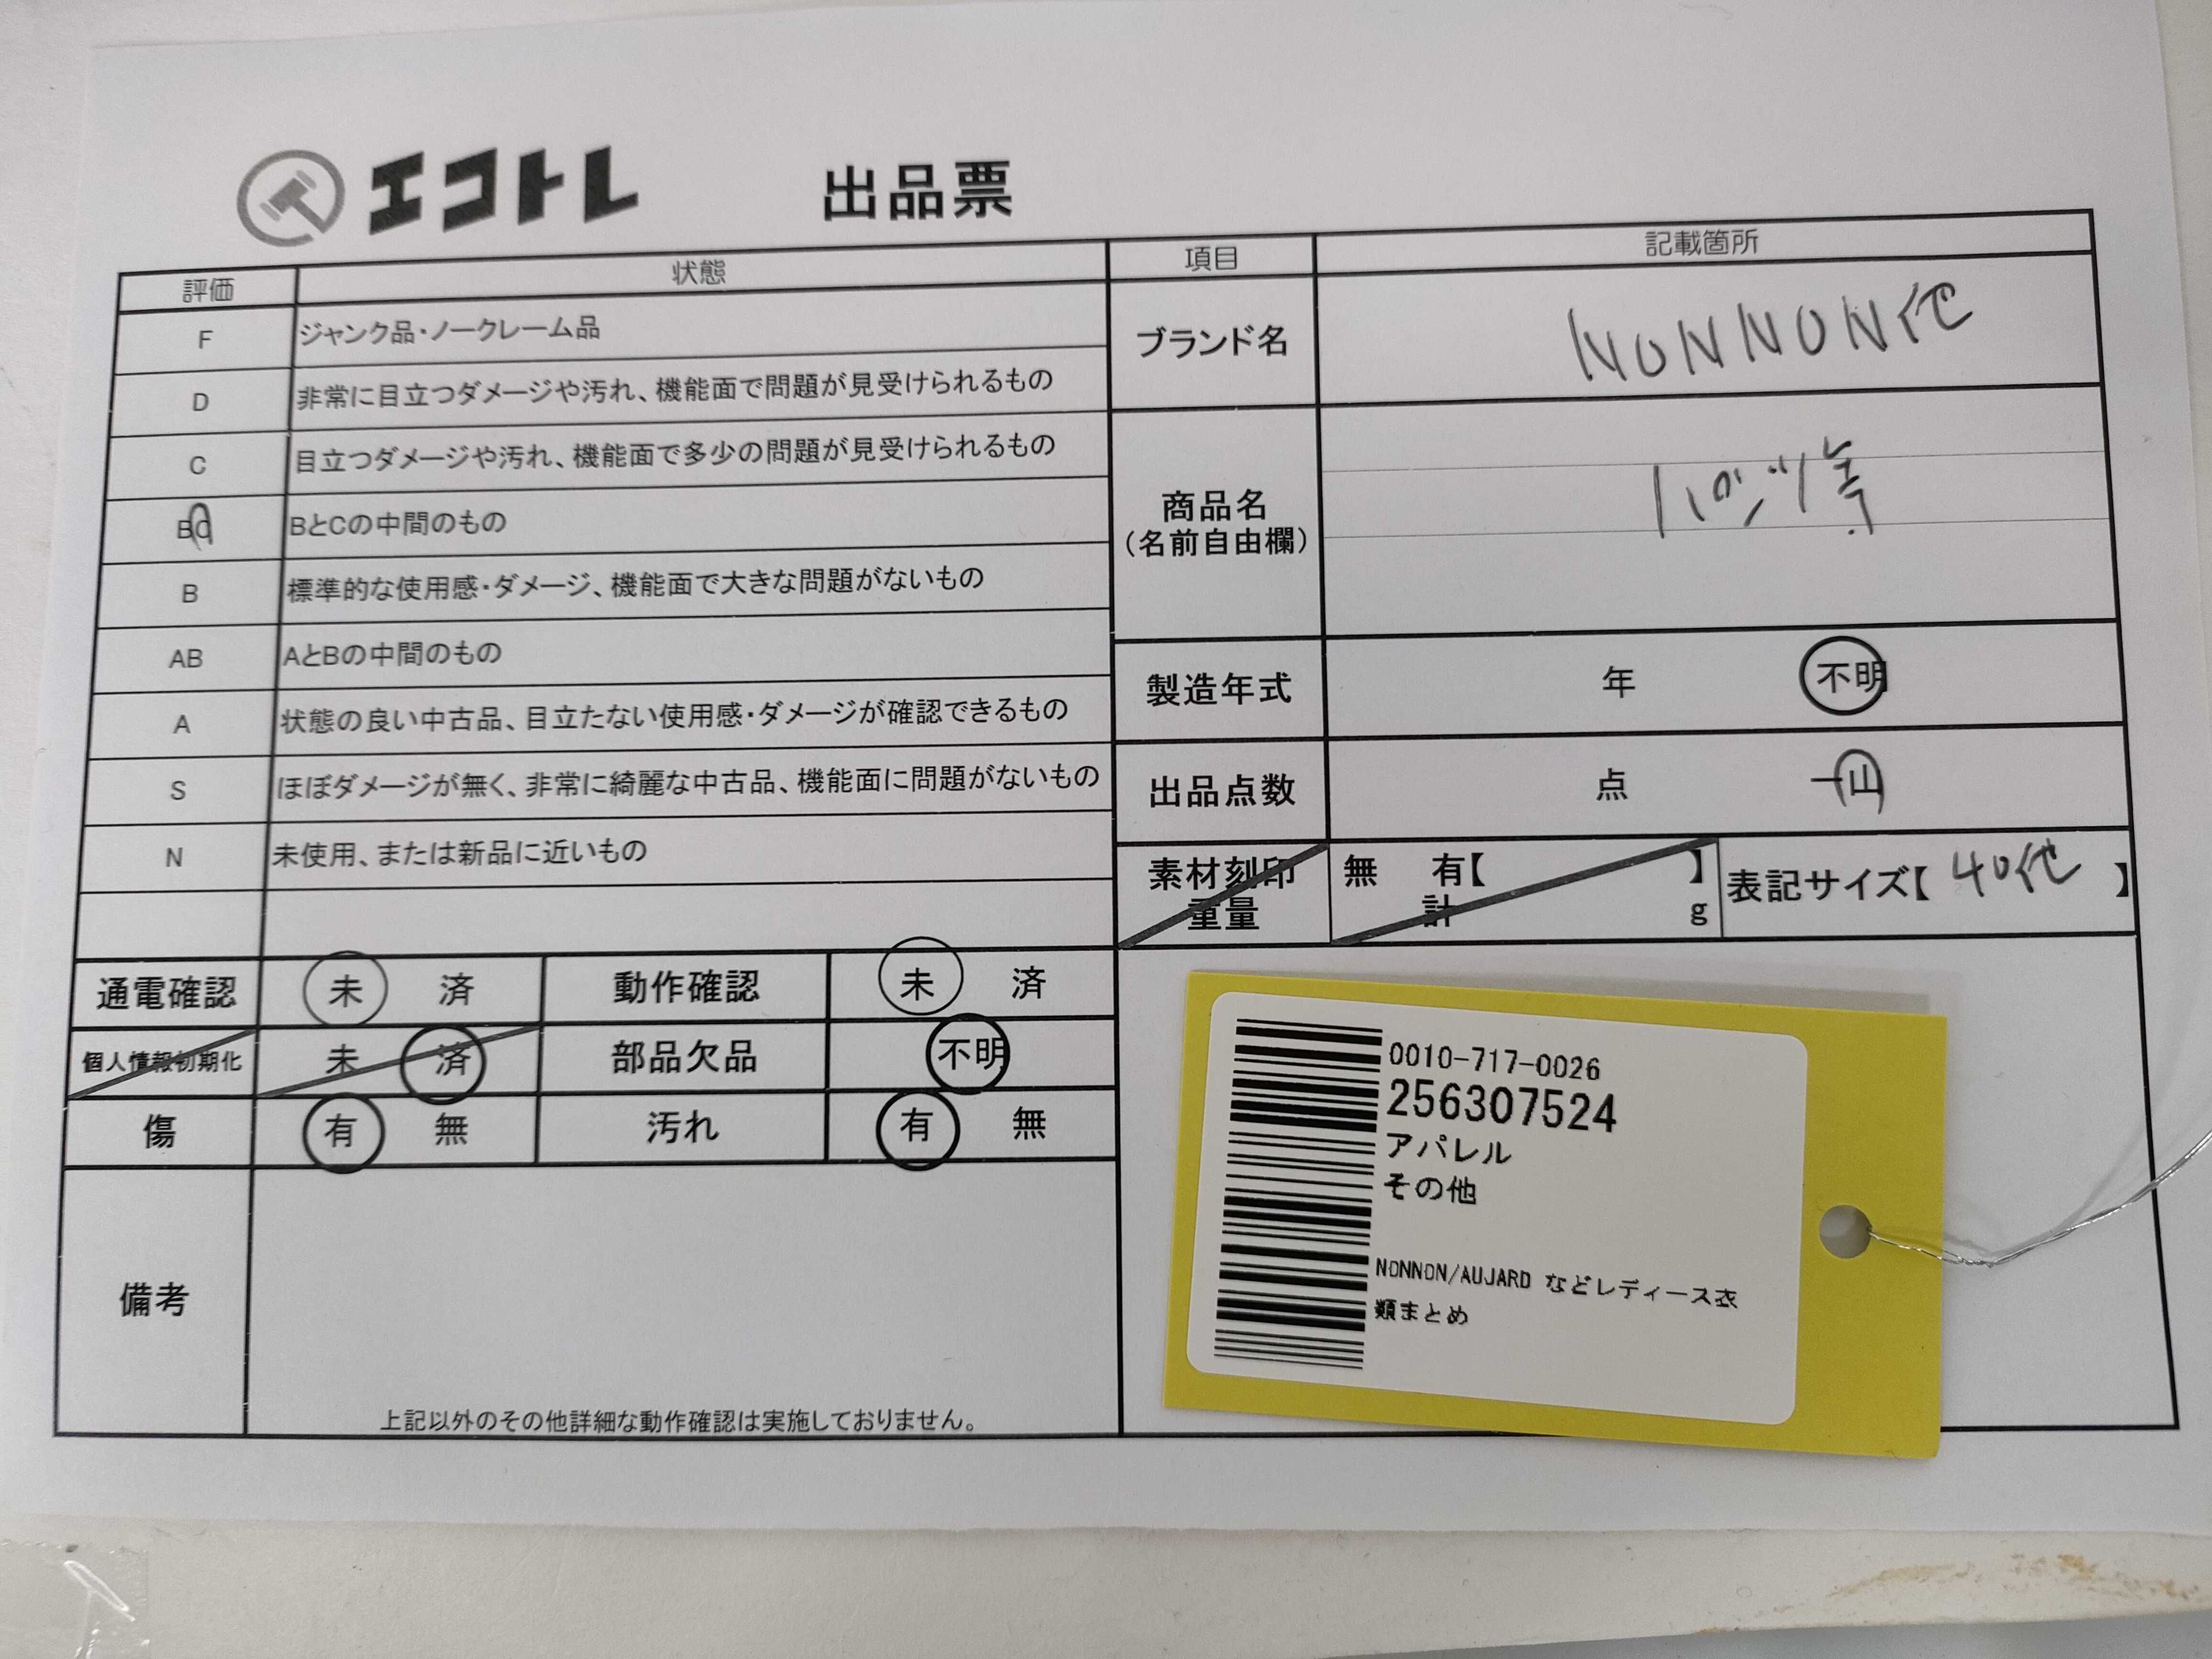 エコトレ 出品票
評価 状態
F ジャンク品・ノークレーム品
D 非常に目立つダメージや汚れ、機能面で問題が見受けられるもの
C 目立つダメージや汚れ、機能面で多少の問題が見受けられるもの
BC BとCの中間のもの
B 標準的な使用感・ダメージ、機能面で大きな問題がないもの
AB AとBの中間のもの
A 状態の良い中古品、目立たない使用感・ダメージが確認できるもの
S ほぼダメージが無く、非常に綺麗な中古品、機能面に問題がないもの
N 未使用、または新品に近いもの
通電確認 未 済 動作確認 未 済
個人情報初期化 未 済 部品欠品 不明
傷 有 無 汚れ 有 無
備考
上記以外のその他詳細な動作確認は実施しておりません。
項目 記載箇所
ブランド名 NONNON他
商品名
(名前自由欄)
パンツ等
製造年式 年 不明
出品点数 点 一山
素材刻印 無 有【 】
重量 計 g
表記サイズ【 40他 】
0010-717-0026
256307524
アパレル
その他
NONNON/AUJARD などレディース衣
類まとめ